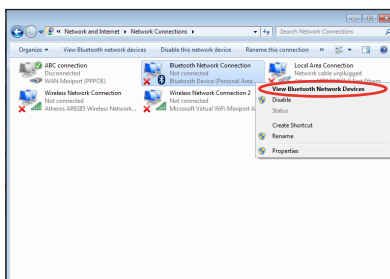 « Network and Internet ▸ Network Connections ▸
Search Network Connections
Organize ▾ View Bluetooth network devices Disable this network device Rename this connection »
ABC connection
Disconnected
WAN Miniport (PPPOE)
Bluetooth Network Connection
Not connected
Bluetooth Device (Personal Area...
Local Area Connection
Network cable unplugged
Wireless Network Connection
Not connected
Atheros AR9285 Wireless Network...
Wireless Network Connection 2
Not connected
Microsoft Virtual WiFi Miniport A
View Bluetooth Network Devices
Disable
Status
Create Shortcut
Rename
Properties